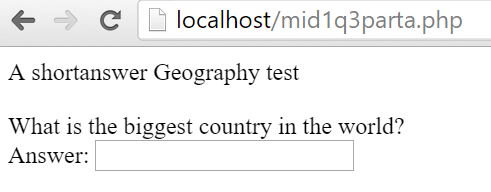 localhost/mid1q3parta.php
A shortanswer Geography test
What is the biggest country in the world?
Answer: